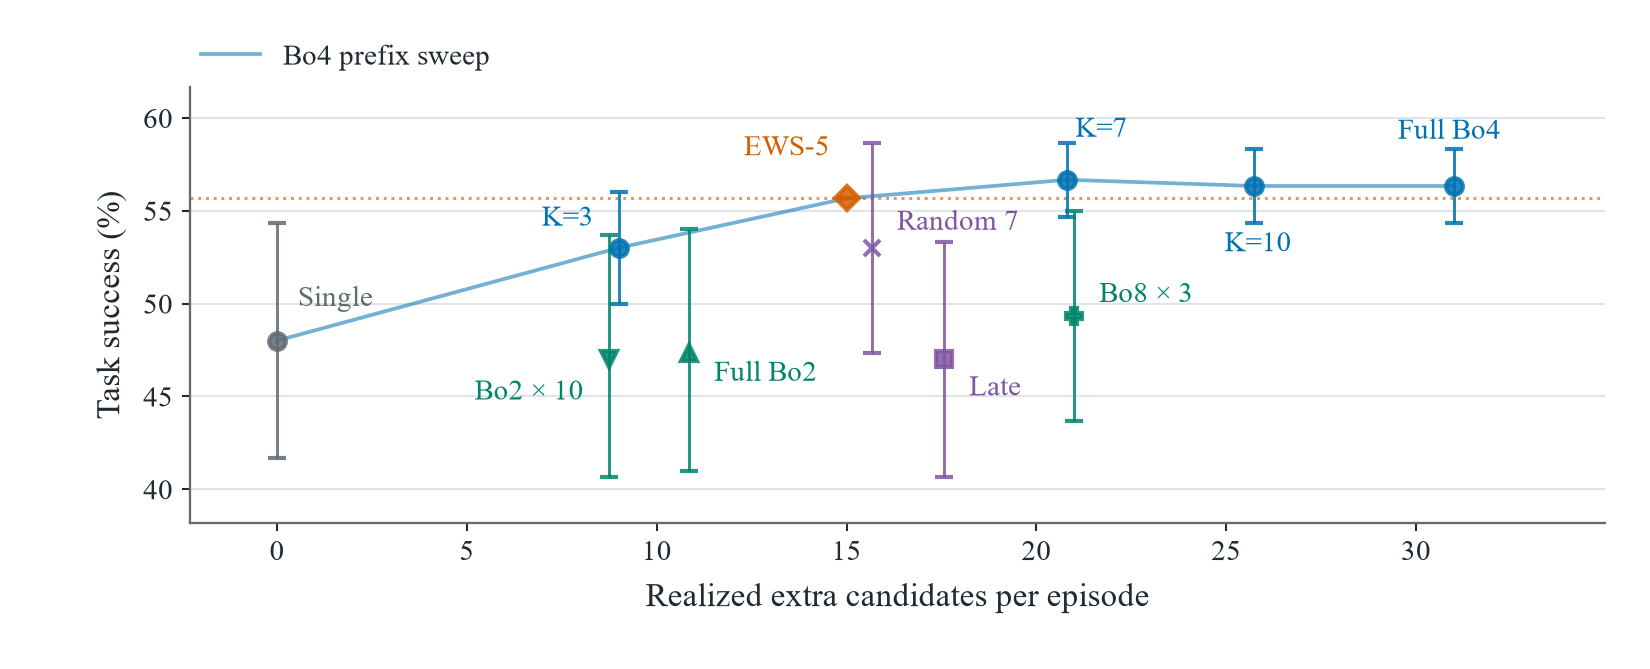 Bo4 prefix sweep
Task success (%)
60
55
50
45
40
EWS-5
K=7
Full Bo4
K=3
Random 7
K=10
Single
Bo8 × 3
Full Bo2
Bo2 × 10
Late
0 5 10 15 20 25 30
Realized extra candidates per episode